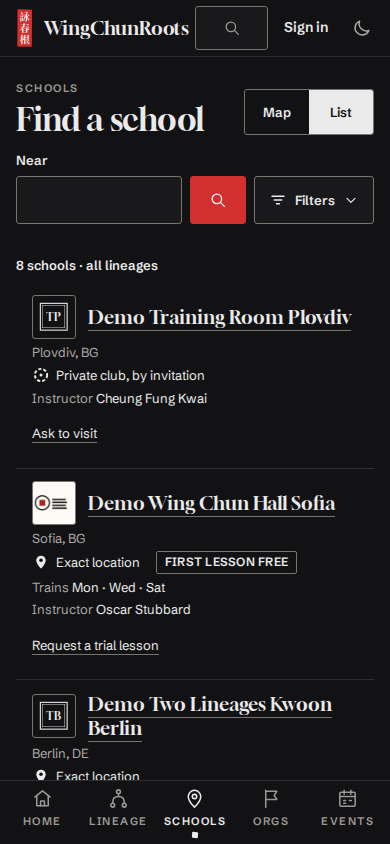 詠春根 WingChunRoots Sign in
SCHOOLS
Find a school
Map List
Near
Filters
8 schools · all lineages
TP Demo Training Room Plovdiv
Plovdiv, BG
Private club, by invitation
Instructor Cheung Fung Kwai
Ask to visit
Demo Wing Chun Hall Sofia
Sofia, BG
Exact location FIRST LESSON FREE
Trains Mon · Wed · Sat
Instructor Oscar Stubbard
Request a trial lesson
TB Demo Two Lineages Kwoon
Berlin
Berlin, DE
Exact location
HOME LINEAGE SCHOOLS ORGS EVENTS